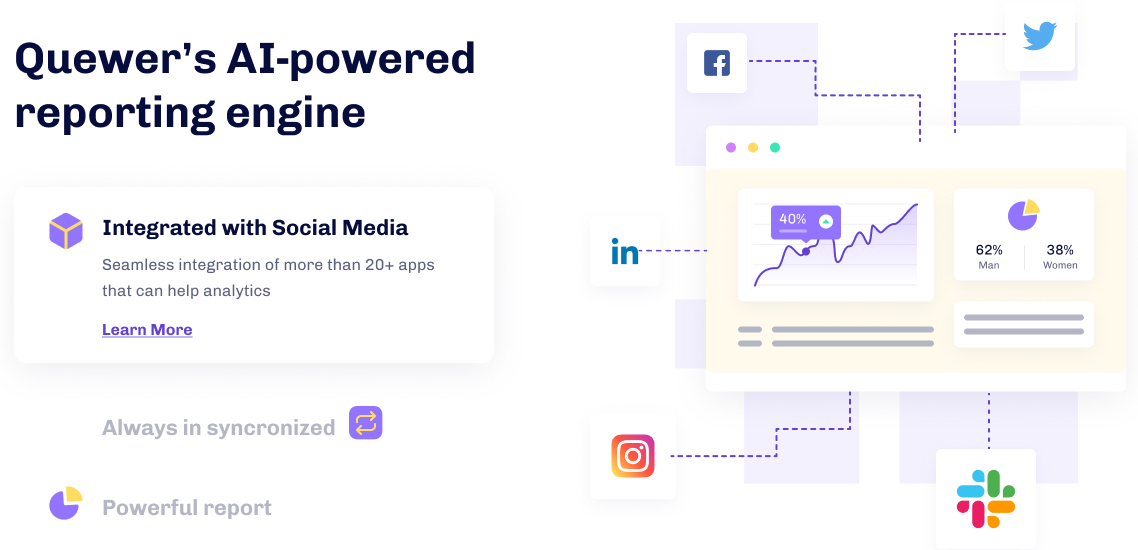 Quewer’s AI-powered
reporting engine
Integrated with Social Media
Seamless integration of more than 20+ apps
that can help analytics
Learn More
Always in syncronized
Powerful report
in
40%
62%
38%
Man
Women